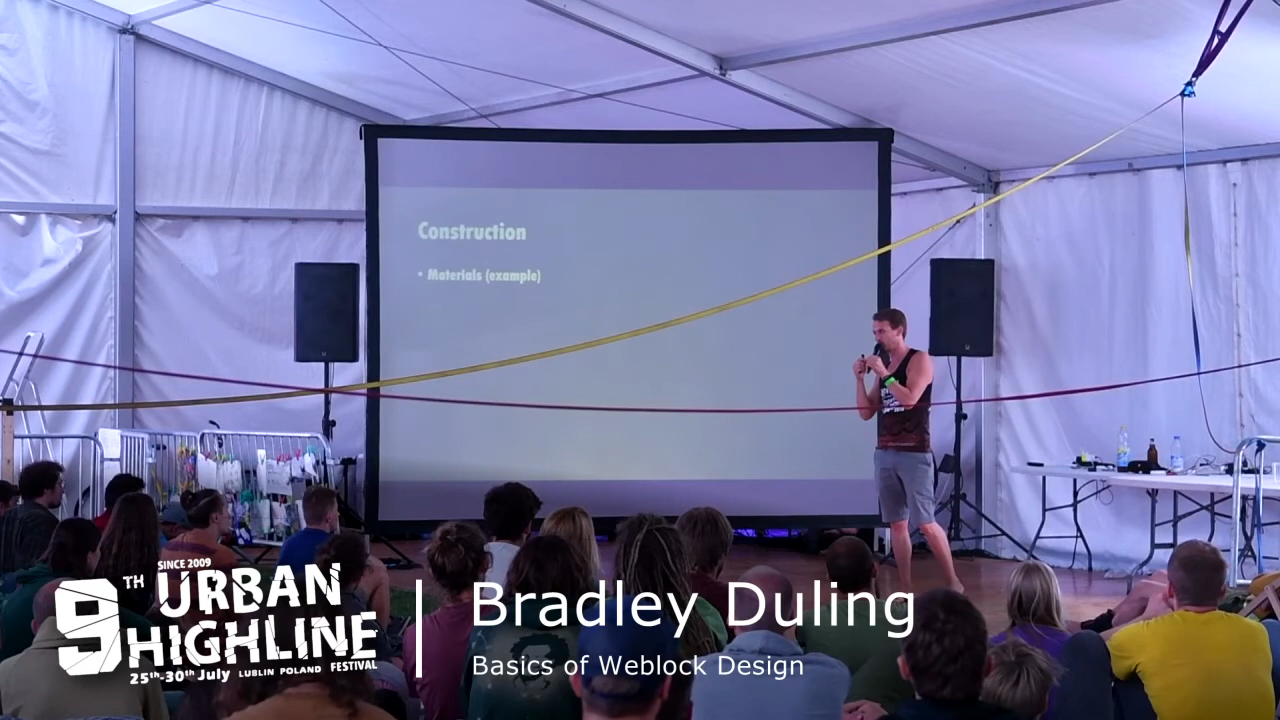 Construction
• Materials (example)
SINCE 2009
9TH URBAN
HIGHLINE
25th-30th July LUBLIN POLAND FESTIVAL
Bradley Duling
Basics of Weblock Design